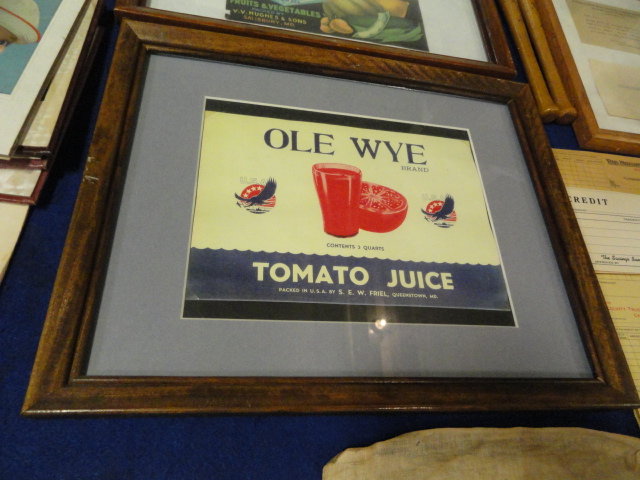 FRUITS & VEGETABLES
V. V. HUGHES & SONS
SALISBURY, MD.
OLE WYE
BRAND
U.S.A.
U.S.A.
CONTENTS 3 QUARTS
TOMATO JUICE
PACKED IN U.S.A. BY S. E. W. FRIEL, QUEENSTOWN, MD.
CREDIT